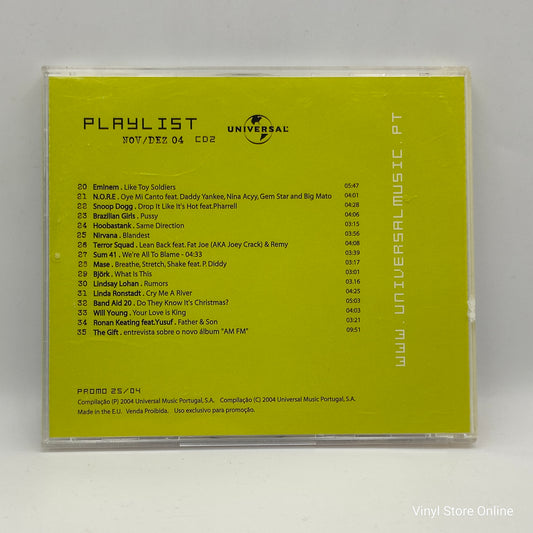 PLAYLIST
NOV/DEZ 04 CD2
UNIVERSAL
WWW.UNIVERSALMUSIC.PT
20 Eminem . Like Toy Soldiers 05:47
21 N.O.R.E . Oye Mi Canto feat. Daddy Yankee, Nina Acyy, Gem Star and Big Mato 04:01
22 Snoop Dogg . Drop It Like It's Hot feat.Pharrell 04:28
23 Brazilian Girls . Pussy 04:06
24 Hoobastank . Same Direction 03:15
25 Nirvana . Blandest 03:56
26 Terror Squad . Lean Back feat. Fat Joe (AKA Joey Crack) & Remy 04:08
27 Sum 41 . We're All To Blame - 04:33 03:39
28 Mase . Breathe, Stretch, Shake feat. P. Diddy 03:17
29 Björk . What Is This 03:01
30 Lindsay Lohan . Rumors 03.16
31 Linda Ronstadt . Cry Me A River 04:25
32 Band Aid 20 . Do They Know It's Christmas? 05:03
33 Will Young . Your Love is King 04:03
34 Ronan Keating feat.Yusuf . Father & Son 03:21
35 The Gift . entrevista sobre o novo álbum "AM FM" 09:51
PROMO 25/04
Compilação (P) 2004 Universal Music Portugal, S.A. Compilação (C) 2004 Universal Music Portugal, S.A.
Made in the E.U. Venda Proibida. Uso exclusivo para promoção.
Vinyl Store Online